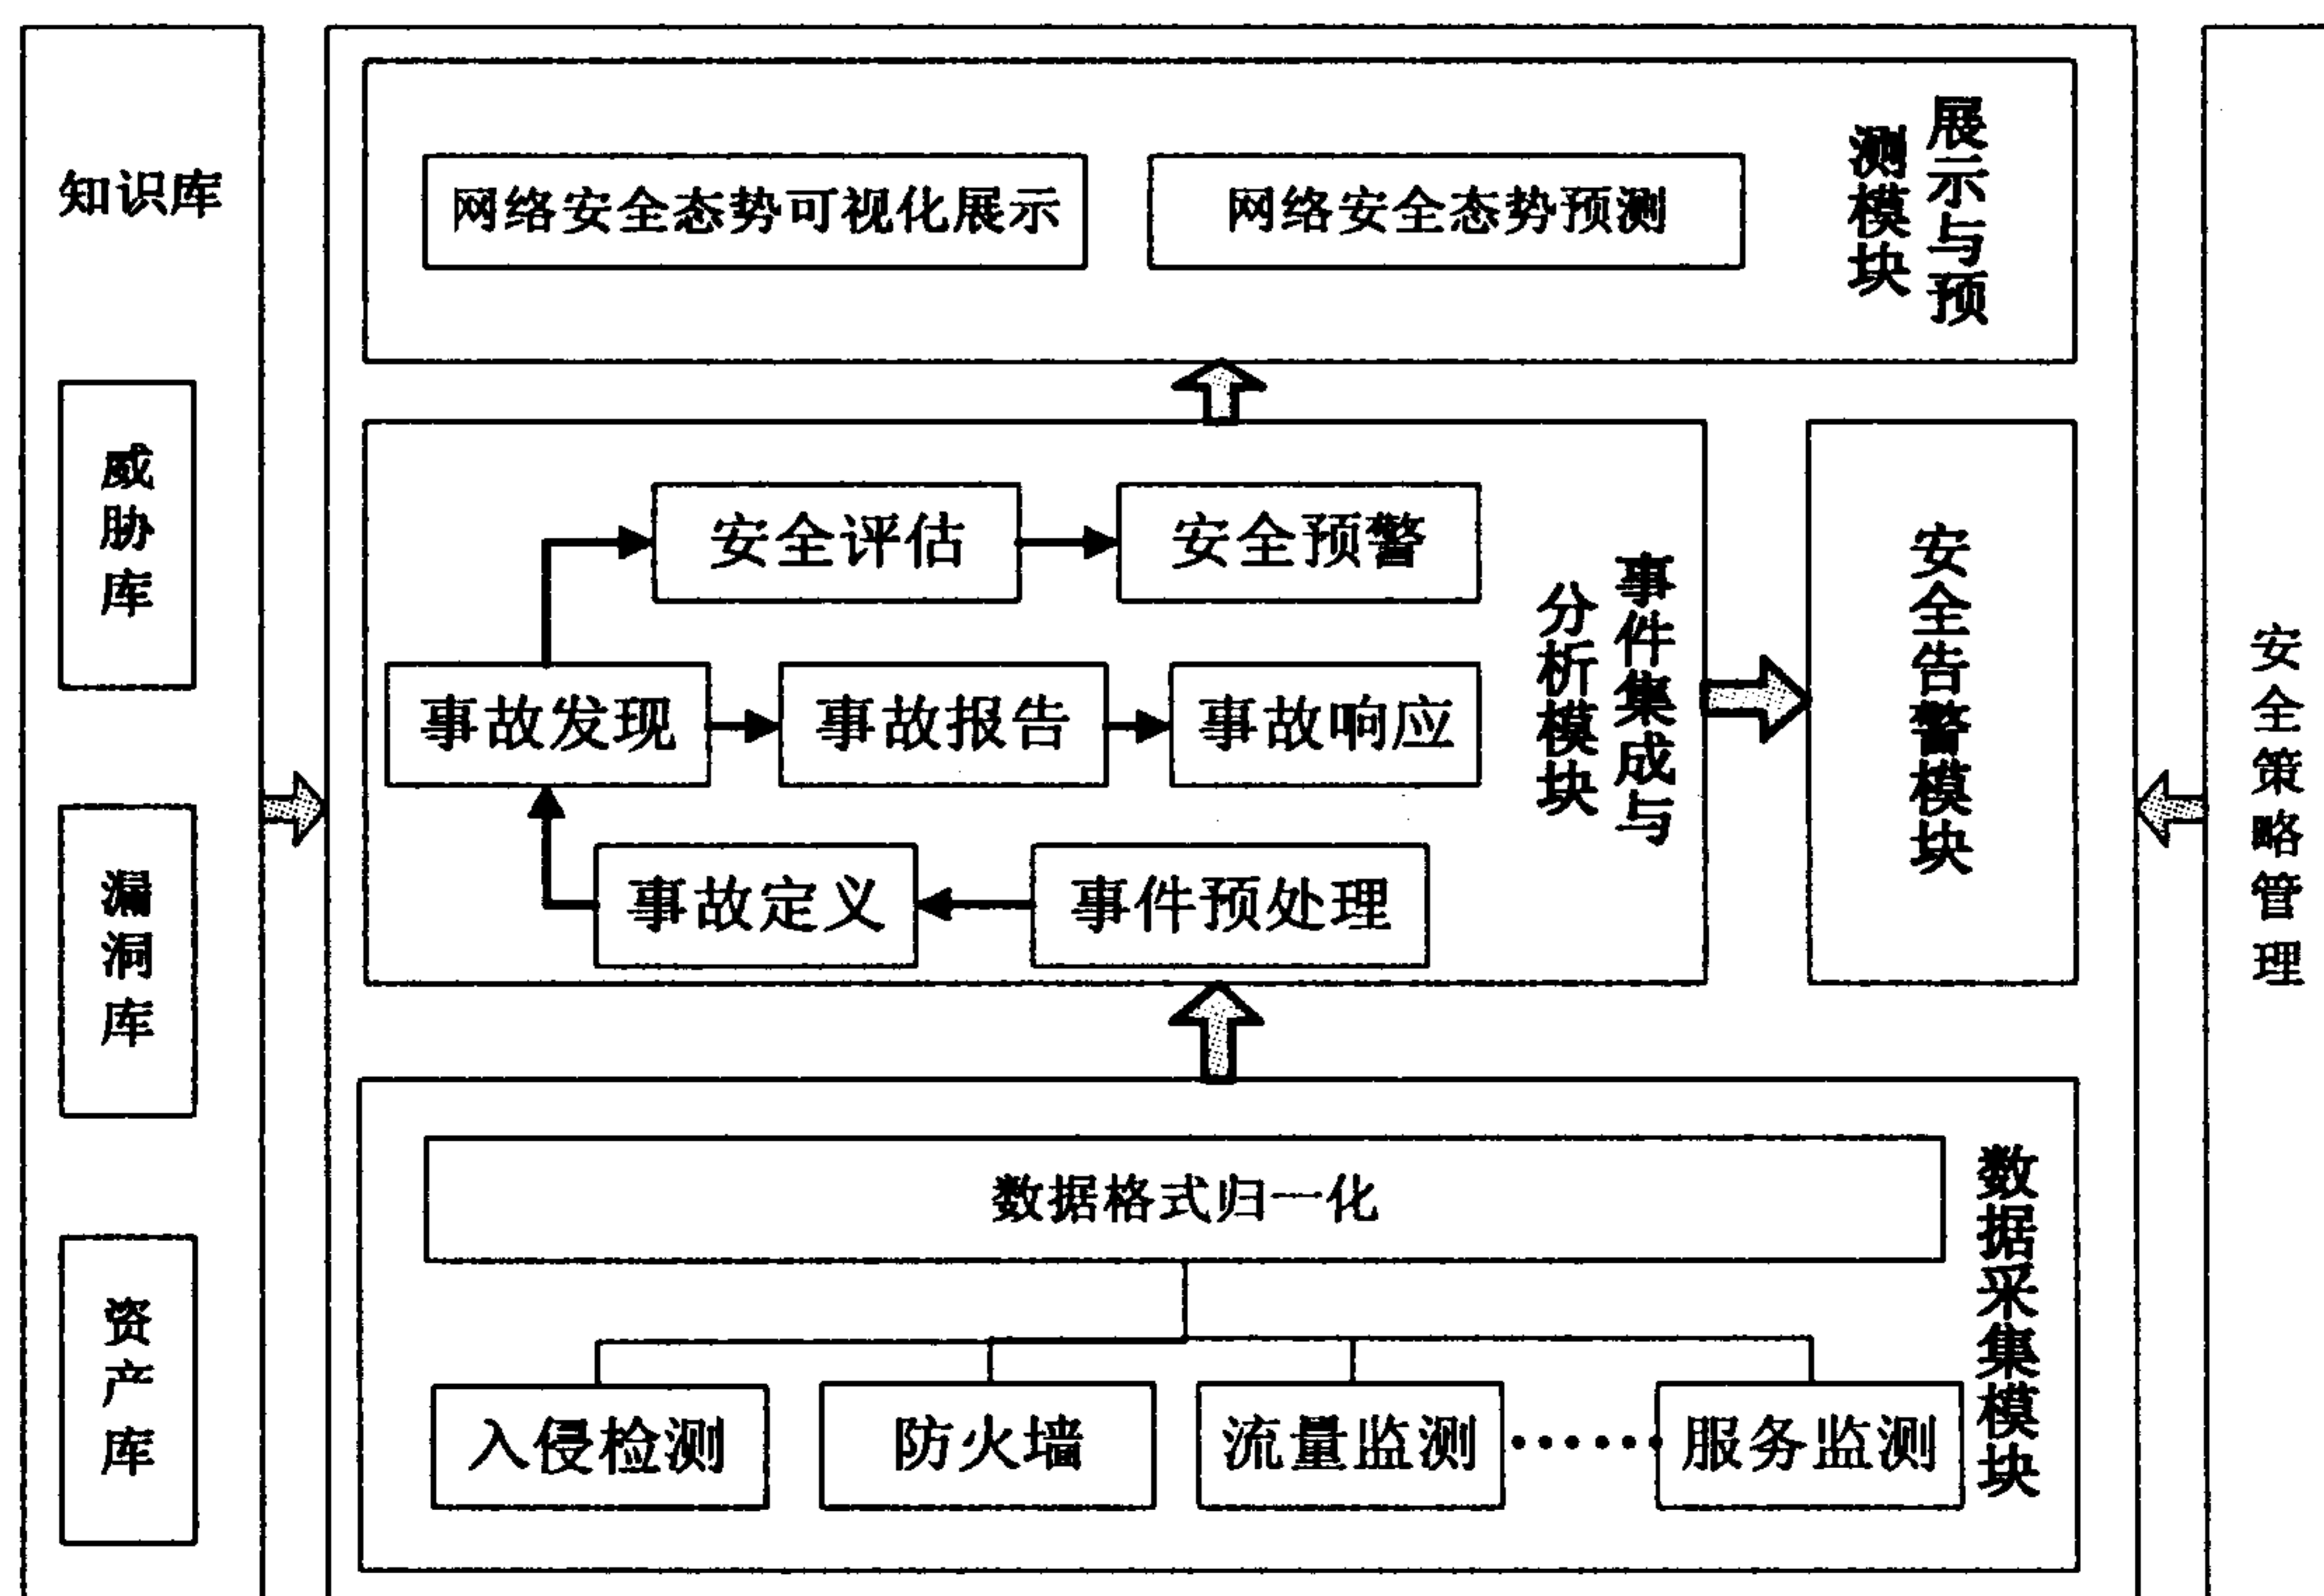 知识库
威胁库
漏洞库
资产库
网络安全态势可视化展示
网络安全态势预测
展示与预
测模块
安全评估
安全预警
事故发现
事故报告
事故响应
事故定义
事件预处理
事件集成与
分析模块
安全告警模块
数据格式归一化
入侵检测
防火墙
流量监测
......
服务监测
数据采集模块
安全策略管理